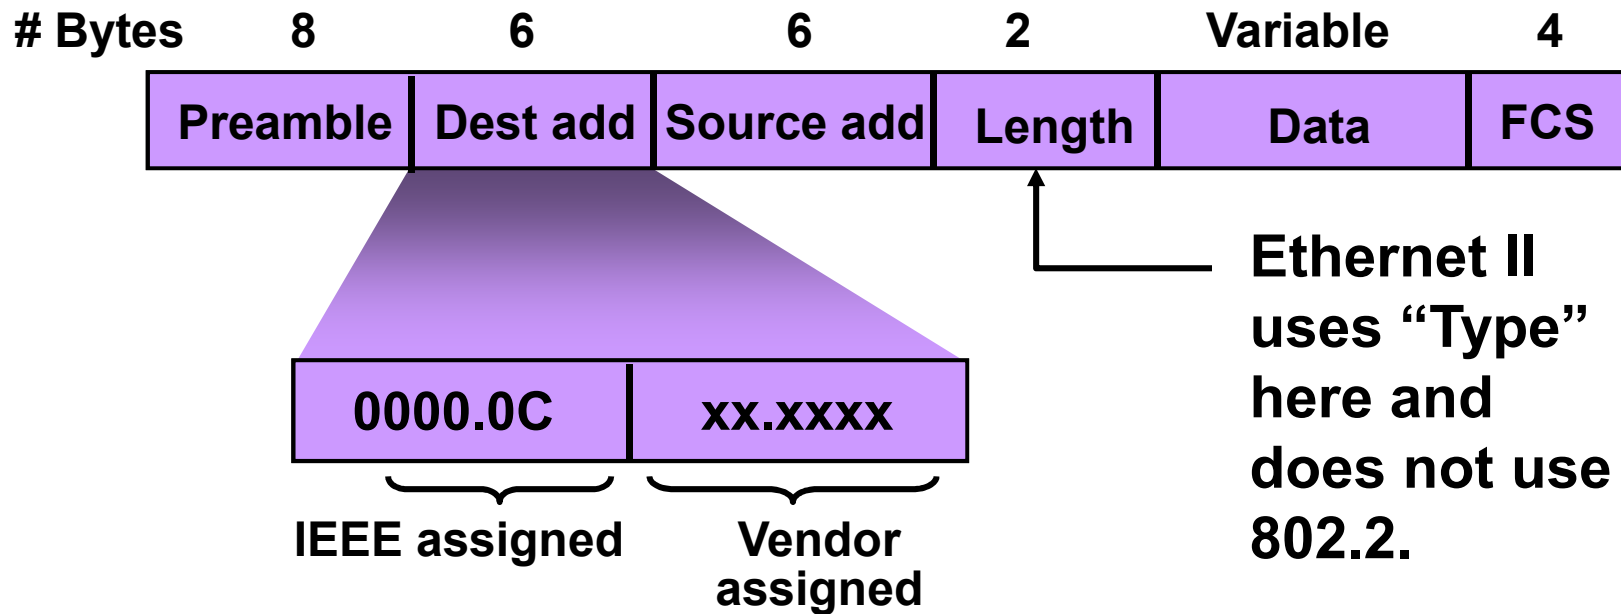 # Bytes 8 6 6 2 Variable 4
Preamble Dest add Source add Length Data FCS
Ethernet II
uses “Type”
here and
does not use
802.2.
0000.0C xx.xxxx
IEEE assigned Vendor
assigned